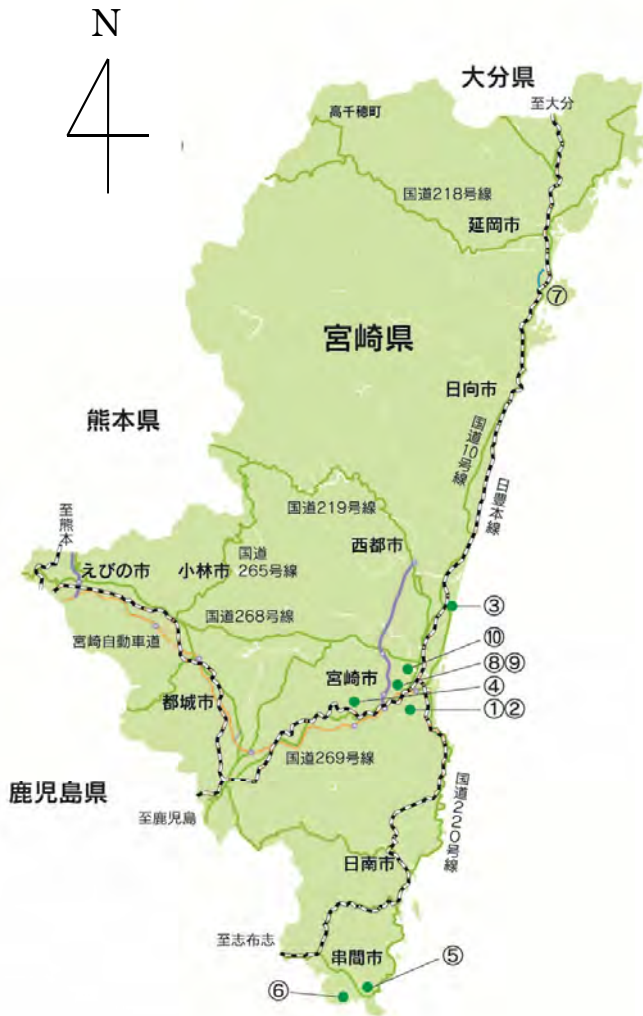 N
大分県
至大分
高千穂町
国道218号線
延岡市
⑦
宮崎県
日向市
熊本県
国道10号線
日豊本線
国道219号線
至熊本
西都市
えびの市
小林市
国道
265号線
③
国道268号線
宮崎自動車道
⑩
宮崎市
⑧⑨
④
都城市
①②
国道269号線
鹿児島県
国道220号線
至鹿児島
日南市
至志布志
串間市
⑤
⑥